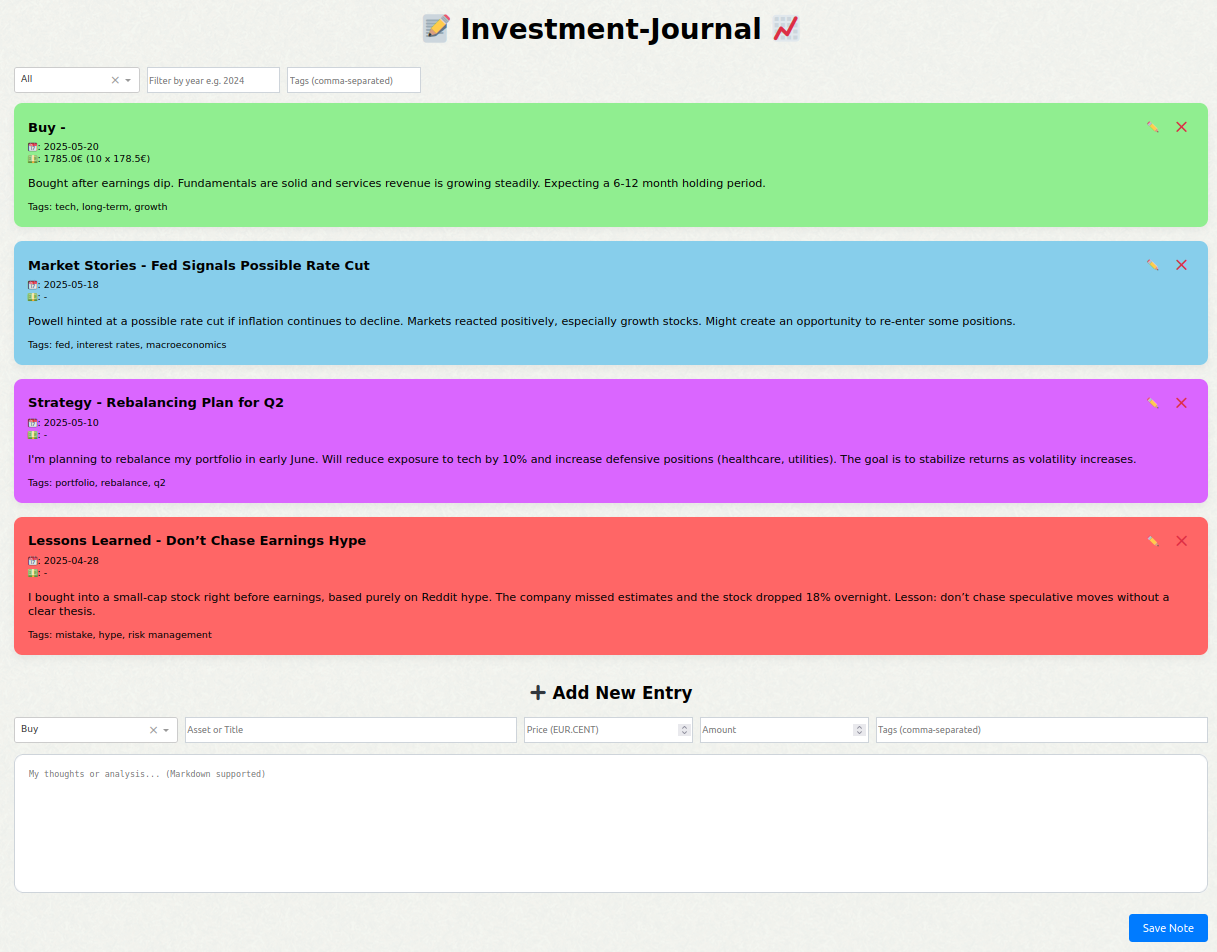 📝 Investment-Journal 📈
All
Filter by year e.g. 2024
Tags (comma-separated)
Buy -
📅: 2025-05-20
💵: 1785.0€ (10 x 178.5€)
Bought after earnings dip. Fundamentals are solid and services revenue is growing steadily. Expecting a 6-12 month holding period.
Tags: tech, long-term, growth
Market Stories - Fed Signals Possible Rate Cut
📅: 2025-05-18
💵: -
Powell hinted at a possible rate cut if inflation continues to decline. Markets reacted positively, especially growth stocks. Might create an opportunity to re-enter some positions.
Tags: fed, interest rates, macroeconomics
Strategy - Rebalancing Plan for Q2
📅: 2025-05-10
💵: -
I'm planning to rebalance my portfolio in early June. Will reduce exposure to tech by 10% and increase defensive positions (healthcare, utilities). The goal is to stabilize returns as volatility increases.
Tags: portfolio, rebalance, q2
Lessons Learned - Don’t Chase Earnings Hype
📅: 2025-04-28
💵: -
I bought into a small-cap stock right before earnings, based purely on Reddit hype. The company missed estimates and the stock dropped 18% overnight. Lesson: don’t chase speculative moves without a
clear thesis.
Tags: mistake, hype, risk management
➕ Add New Entry
Buy
Asset or Title
Price (EUR.CENT)
Amount
Tags (comma-separated)
My thoughts or analysis... (Markdown supported)
Save Note